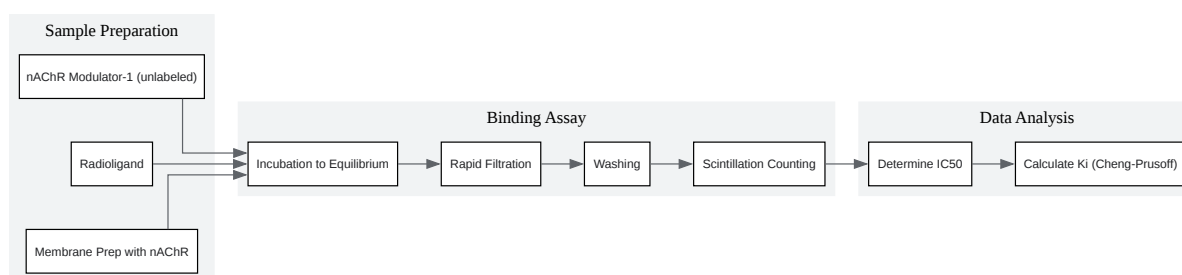 Sample Preparation
nAChR Modulator-1 (unlabeled)
Radioligand
Membrane Prep with nAChR
Binding Assay
Incubation to Equilibrium
Rapid Filtration
Washing
Scintillation Counting
Data Analysis
Determine IC50
Calculate Ki (Cheng-Prusoff)